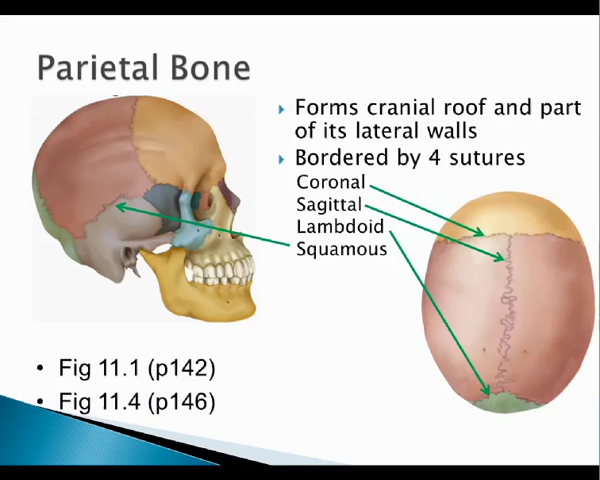 Parietal Bone
Forms cranial roof and part
of its lateral walls
Bordered by 4 sutures
Coronal
Sagittal
Lambdoid
Squamous
• Fig 11.1 (p142)
• Fig 11.4 (p146)